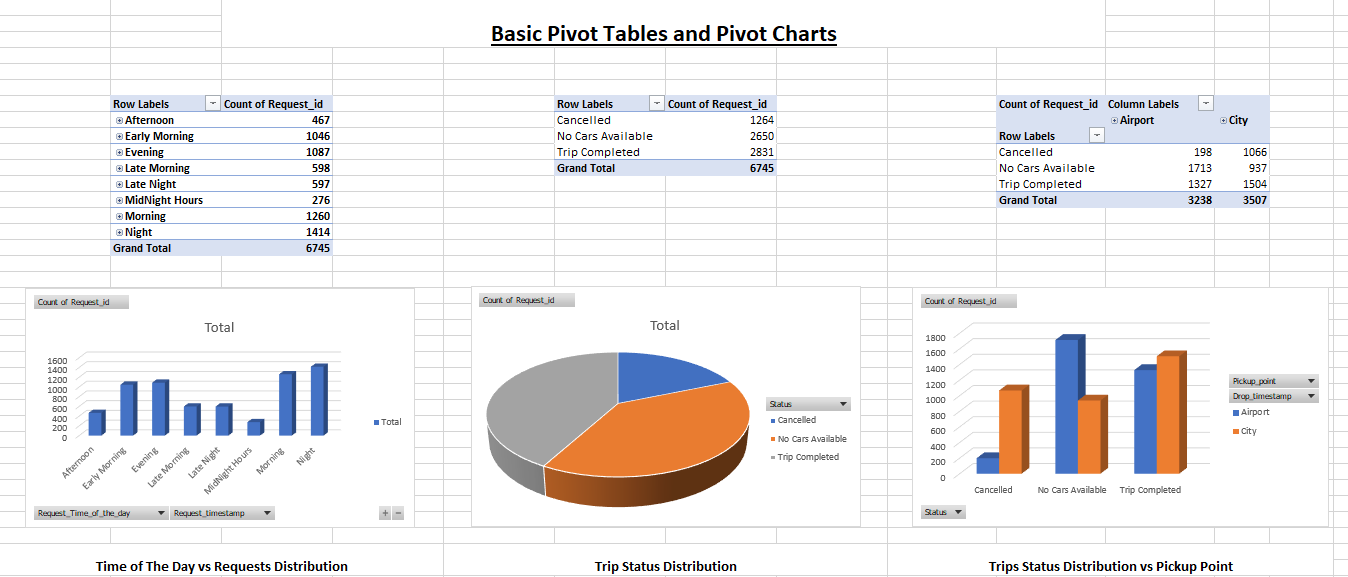 Basic Pivot Tables and Pivot Charts
Row Labels Count of Request_id
Afternoon 467
Early Morning 1046
Evening 1087
Late Morning 598
Late Night 597
MidNight Hours 276
Morning 1260
Night 1414
Grand Total 6745
Row Labels Count of Request_id
Cancelled 1264
No Cars Available 2650
Trip Completed 2831
Grand Total 6745
Count of Request_id Column Labels
Airport City
Row Labels
Cancelled 198 1066
No Cars Available 1713 937
Trip Completed 1327 1504
Grand Total 3238 3507
Count of Request_id
Total
1600
1400
1200
1000
800
600
400
200
0
Afternoon
Early Morning
Evening
Late Morning
Late Night
MidNight Hours
Morning
Night
Total
Request_Time_of_the_day Request_timestamp
Count of Request_id
Total
Status
Cancelled
No Cars Available
Trip Completed
Count of Request_id
1800
1600
1400
1200
1000
800
600
400
200
0
Cancelled No Cars Available Trip Completed
Pickup_point
Drop_timestamp
Airport
City
Status
Time of The Day vs Requests Distribution
Trip Status Distribution
Trips Status Distribution vs Pickup Point